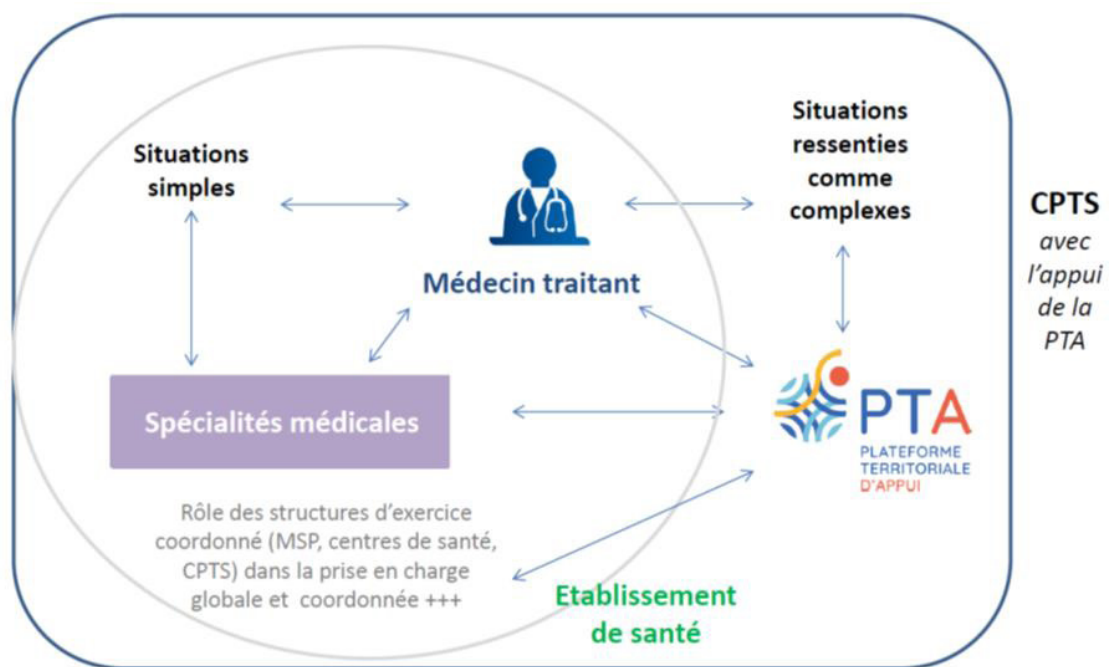 Situations
simples
Situations
ressenties
comme
complexes
Médecin traitant
CPTS
avec
l'appui
de la
PTA
Spécialités médicales
PTA
PLATEFORME
TERRITORIALE
D'APPUI
Rôle des structures d'exercice
coordonné (MSP, centres de santé,
CPTS) dans la prise en charge
globale et coordonnée +++
Etablissement
de santé